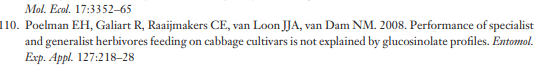 Mol. Ecol. 17:3352–65
110. Poelman EH, Galiart R, Raaijmakers CE, van Loon JJA, van Dam NM. 2008. Performance of specialist
and generalist herbivores feeding on cabbage cultivars is not explained by glucosinolate profiles. Entomol.
Exp. Appl. 127:218–28